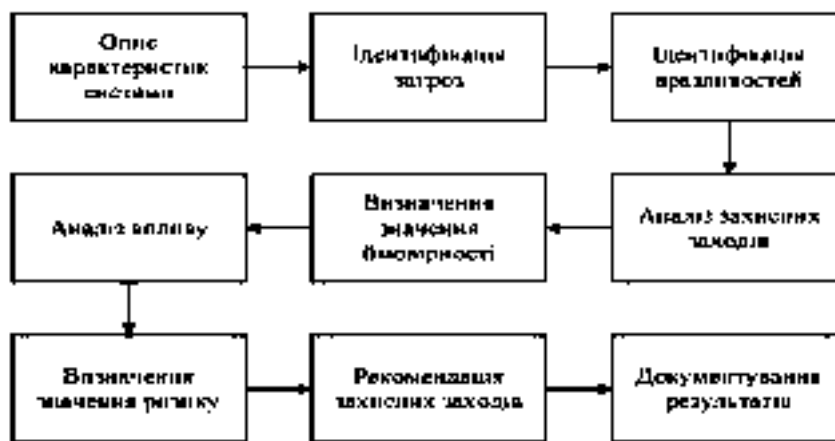 Опис
характеристик
системи
Ідентифікація
загроз
Ідентифікація
вразливостей
Аналіз впливу
Визначення
значення
ймовірності
Аналіз захисних
заходів
Визначення
значення ризику
Рекомендація
захисних заходів
Документування
результатів